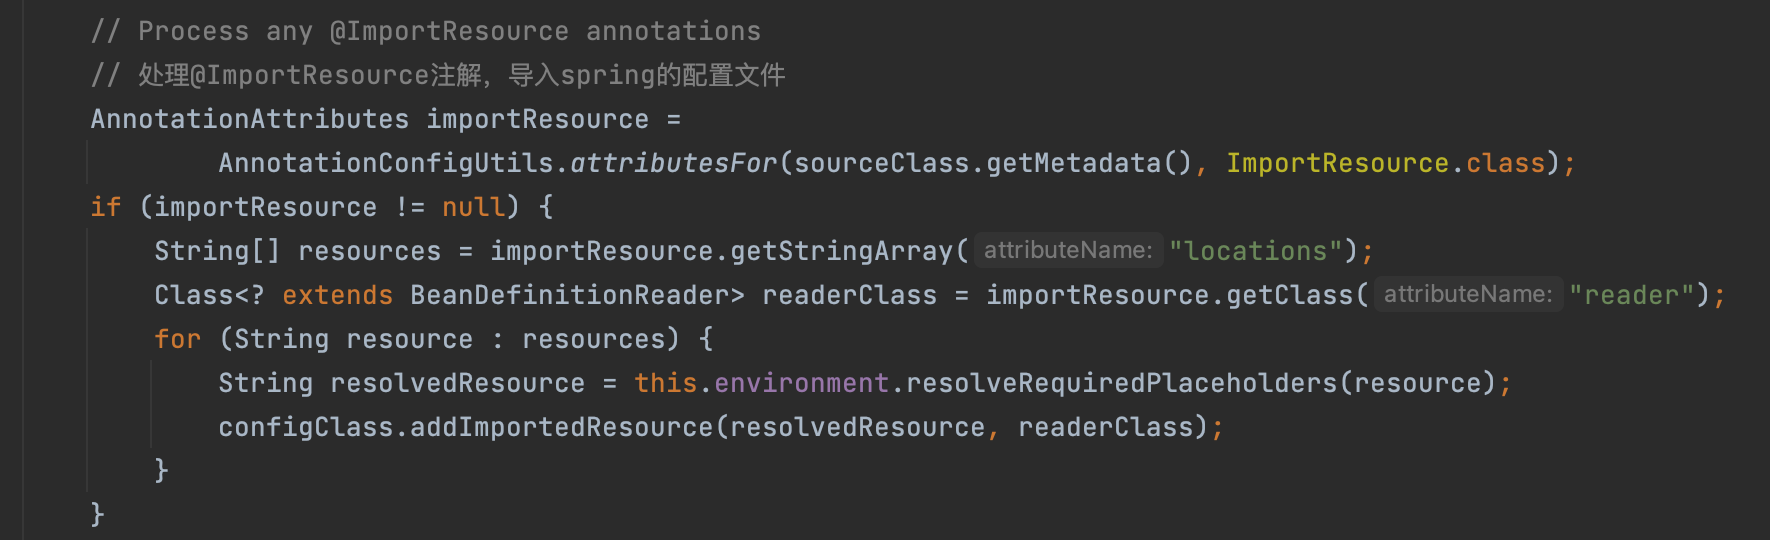 // Process any @ImportResource annotations
// 处理@ImportResource注解，导入spring的配置文件
AnnotationAttributes importResource =
AnnotationConfigUtils.attributesFor(sourceClass.getMetadata(), ImportResource.class);
if (importResource != null) {
String[] resources = importResource.getStringArray( attributeName: "locations");
Class<? extends BeanDefinitionReader> readerClass = importResource.getClass( attributeName: "reader");
for (String resource : resources) {
String resolvedResource = this.environment.resolveRequiredPlaceholders(resource);
configClass.addImportedResource(resolvedResource, readerClass);
}
}